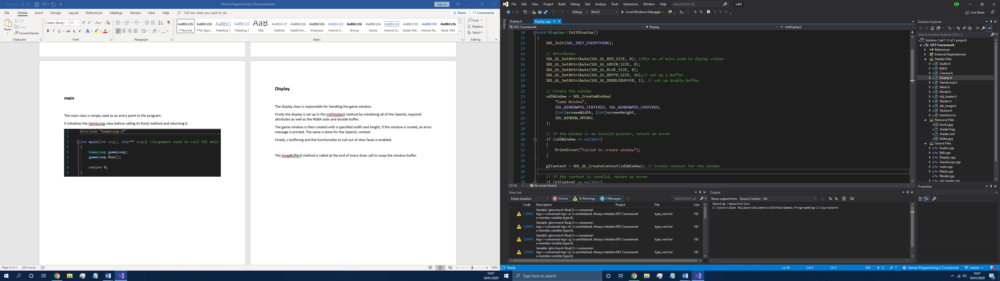 AutoSave Off Games Programming 2 Documentation Sign in
File Home Insert Design Layout References Mailings Review View Help Tell me what you want to do Share Comments
Paste
Cut
Copy
Format Painter
Clipboard
Calibri (Body) 11
Font
Paragraph
AaBbCcDc AaBbCcDc AaBbC( AaBbCcE AaB AaBbCcE AaBbCcDt AaBbCcDt AaBbCcDt AaBbCcDc AaBbCcDt AaBbCcDt AABBCCDD AABBCCDD AaBbCcDt
¶ Normal ¶ No Spac... Heading 1 Heading 2 Title Subtitle Subtle Em... Emphasis Intense E... Strong Quote Intense Q... Subtle Ref... Intense Re... Book Title
Styles
Find
Replace
Select
Editing
main
The main class is simply used as an entry point to the program.
It initialises the GameLoop class before calling its Run() method and returning 0.
1 #include "GameLoop.h"
2
3 int main(int argc, char** argv) //argument used to call SDL main
4 {
5 GameLoop gameLoop;
6 gameLoop.Run();
7
8 return 0;
9 }
Display
The display class is responsible for handling the game window.
Firstly the display is set up in the InitDisplay() method by initialising all of the OpenGL required
attributes as well as the RGBA sizes and double buffer.
The game window is then created with a specified width and height, if the window is invalid, an error
message is printed. The same is done for the OpenGL context.
Finally, z-buffering and the functionality to cull out of view faces is enabled.
The SwapBuffer() method is called at the end of every draw call to swap the window buffer.
Page 4 of 5 209 words 100%
14:47
10/01/2020
File Edit View Project Build Debug Test Analyze Tools Extensions Window Help Search (Ctrl+Q) Lab1 SM
Debug Win32 Local Windows Debugger Live Share
Toolbox
Display.h Display.cpp
GP2 Coursework Display InitDisplay()
10 void Display::InitDisplay()
11 {
12 SDL_Init(SDL_INIT_EVERYTHING);
13
14 // Attributes
15 SDL_GL_SetAttribute(SDL_GL_RED_SIZE, 8); //Min no of bits used to diplay colour
16 SDL_GL_SetAttribute(SDL_GL_GREEN_SIZE, 8);
17 SDL_GL_SetAttribute(SDL_GL_BLUE_SIZE, 8);
18 SDL_GL_SetAttribute(SDL_GL_DEPTH_SIZE, 16);// set up z-buffer
19 SDL_GL_SetAttribute(SDL_GL_DOUBLEBUFFER, 1); // set up double buffer
20
21 // Create the window
22 sdlWindow = SDL_CreateWindow(
23 "Game Window",
24 SDL_WINDOWPOS_CENTERED, SDL_WINDOWPOS_CENTERED,
25 (int)screenWidth, (int)screenHeight,
26 SDL_WINDOW_OPENGL
27 );
28
29 // If the window is an invalid pointer, return an error
30 if (sdlWindow == nullptr)
31 {
32 PrintError("Failed to create window");
33 }
34
35 glContext = SDL_GL_CreateContext(sdlWindow); // Create context for the window
36
37 // If the context is invalid, return an error
38 if (glContext == nullptr)
121 % No issues found
Error List
Entire Solution 0 Errors 16 Warnings 0 Messages Search Error List
Code Description Project File Line
C26495 Variable 'glm::tvec4<float,5>::<unnamed-
tag>::<unnamed-tag>::a' is uninitialized. Always initialize GP2 Coursework type_vec4.inl 182
a member variable (type.6).
C26495 Variable 'glm::tvec4<float,5>::<unnamed-
tag>::<unnamed-tag>::b' is uninitialized. Always initialize GP2 Coursework type_vec4.inl 182
a member variable (type.6).
C26495 Variable 'glm::tvec4<float,5>::<unnamed-
tag>::<unnamed-tag>::g' is uninitialized. Always initialize GP2 Coursework type_vec4.inl 182
a member variable (type.6).
C26495 Variable 'glm::tvec4<float,5>::<unnamed-
tag>::<unnamed-tag>::p' is uninitialized. Always initialize GP2 Coursework type_vec4.inl 182
a member variable (type.6).
Output
Show output from: Source Control - Git
Opening repositories:
C:\Users\Sean Muldoon\Documents\GitHub\Games-Programming-2-Coursework
Solution Explorer
Search Solution Explorer (Ctrl+;)
Solution 'Lab1' (1 of 1 project)
GP2 Coursework
References
External Dependencies
Header Files
Audio.h
Ball.h
Camera.h
Display.h
GameLoop.h
Mesh.h
Model.h
obj_loader.h
Shader.h
stb_image.h
Texture.h
transform.h
Resource Files
bricks.jpg
shader.frag
shader.vert
Water.jpg
Source Files
Audio.cpp
Ball.cpp
Display.cpp
GameLoop.cpp
main.cpp
Mesh.cpp
Model.cpp
obj_loader.cpp
Properties
Ready Ln 36 Col 5 Ch 5 INS 0 7 Games-Programming-2-Coursework master 1
Type here to search
14:47
10/01/2020
4